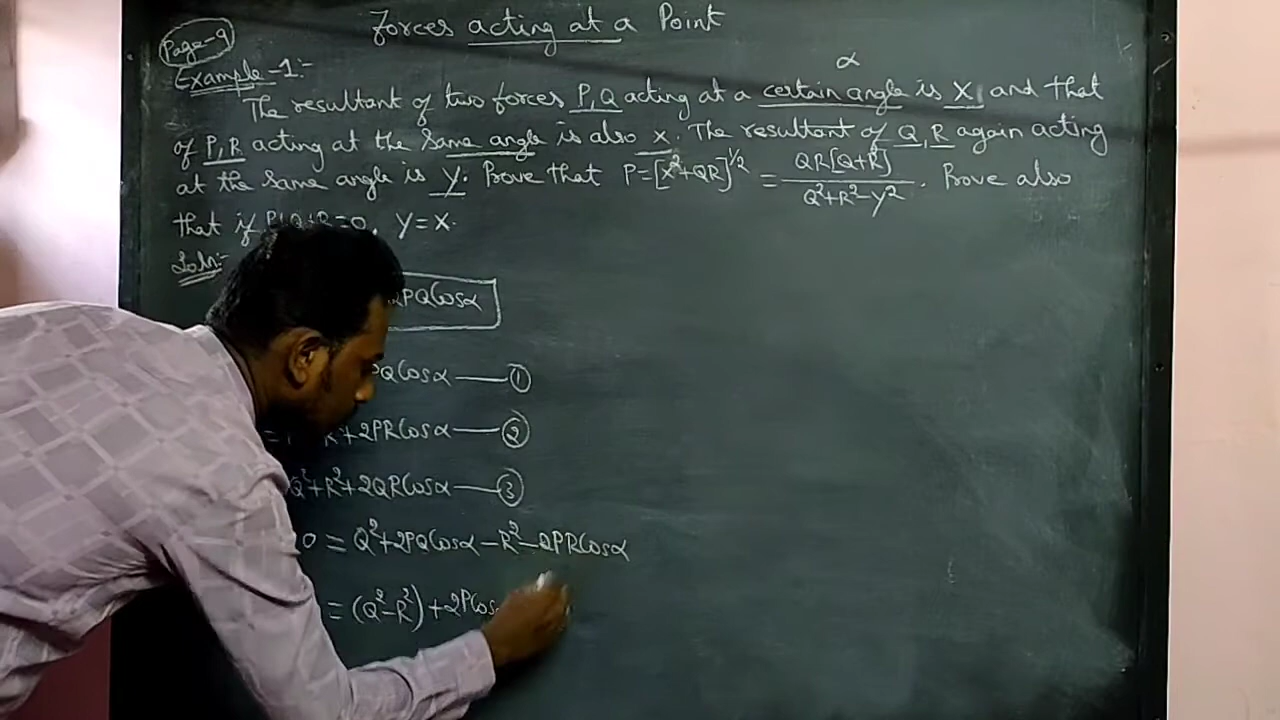 Forces acting at a Point
Page-9
Example-1:-
α
The resultant of two forces P, Q acting at a certain angle is X, and that
of P, R acting at the same angle is also X. The resultant of Q, R again acting
at the same angle is Y. Prove that P=[X²+QR]^1/2 = QR[Q+R] / Q²+R²-Y². Prove also
that if P+Q+R=0, Y=X.
Soln:-
2PQCosα
PQCosα — ①
= R²+2PRCosα — ②
Q²+R²+2QRCosα — ③
0 = Q²+2PQCosα-R²-2PRCosα
= (Q²-R²)+2PCos